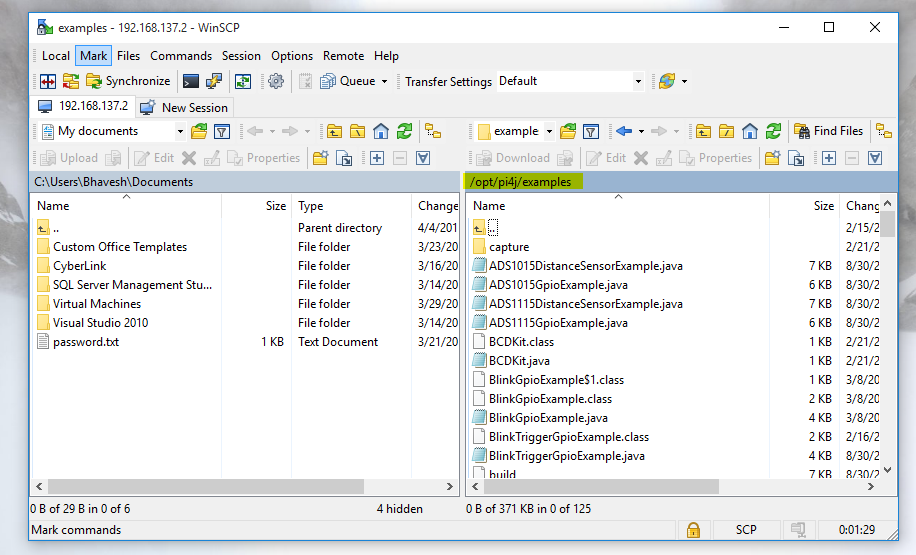 examples - 192.168.137.2 - WinSCP
Local Mark Files Commands Session Options Remote Help
Synchronize Queue Transfer Settings Default
192.168.137.2 New Session
My documents example Find Files
Upload Edit Properties Download Edit Properties
C:\Users\Bhavesh\Documents /opt/pi4j/examples
Name Size Type Change Name Size Chang
.. Parent directory 4/4/201 .. 2/15/2
Custom Office Templates File folder 3/23/20 capture 2/21/2
CyberLink File folder 3/16/20 ADS1015DistanceSensorExample.java 7 KB 8/30/2
SQL Server Management Stu... File folder 3/14/20 ADS1015GpioExample.java 6 KB 8/30/2
Virtual Machines File folder 3/29/20 ADS1115DistanceSensorExample.java 7 KB 8/30/2
Visual Studio 2010 File folder 3/14/20 ADS1115GpioExample.java 6 KB 8/30/2
password.txt 1 KB Text Document 3/21/20 BCDKit.class 1 KB 2/21/2
BCDKit.java 1 KB 2/21/2
BlinkGpioExample$1.class 1 KB 3/8/20
BlinkGpioExample.class 2 KB 3/8/20
BlinkGpioExample.java 4 KB 3/8/20
BlinkTriggerGpioExample.class 2 KB 2/16/2
BlinkTriggerGpioExample.java 4 KB 8/30/2
build 7 KB 8/30/2
0 B of 29 B in 0 of 6 4 hidden 0 B of 371 KB in 0 of 125
Mark commands SCP 0:01:29